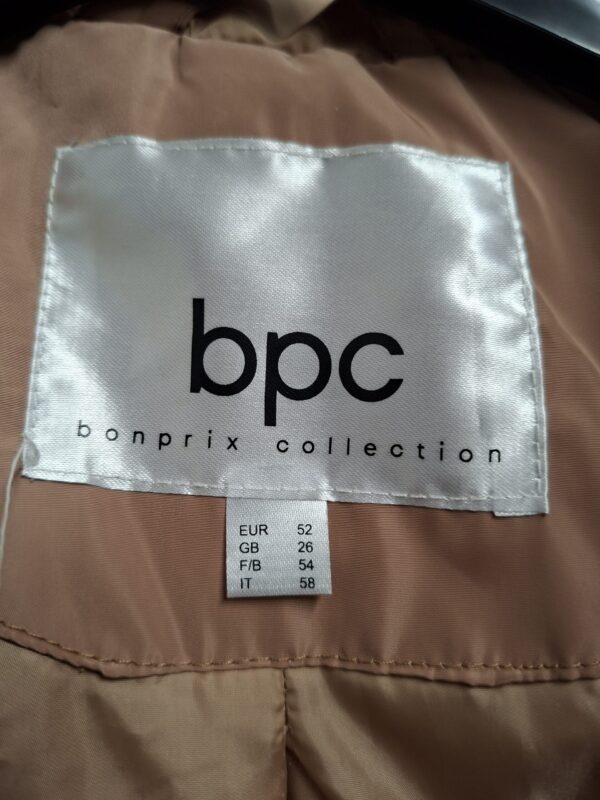 bpc
bonprix collection
EUR 52
GB 26
F/B 54
IT 58